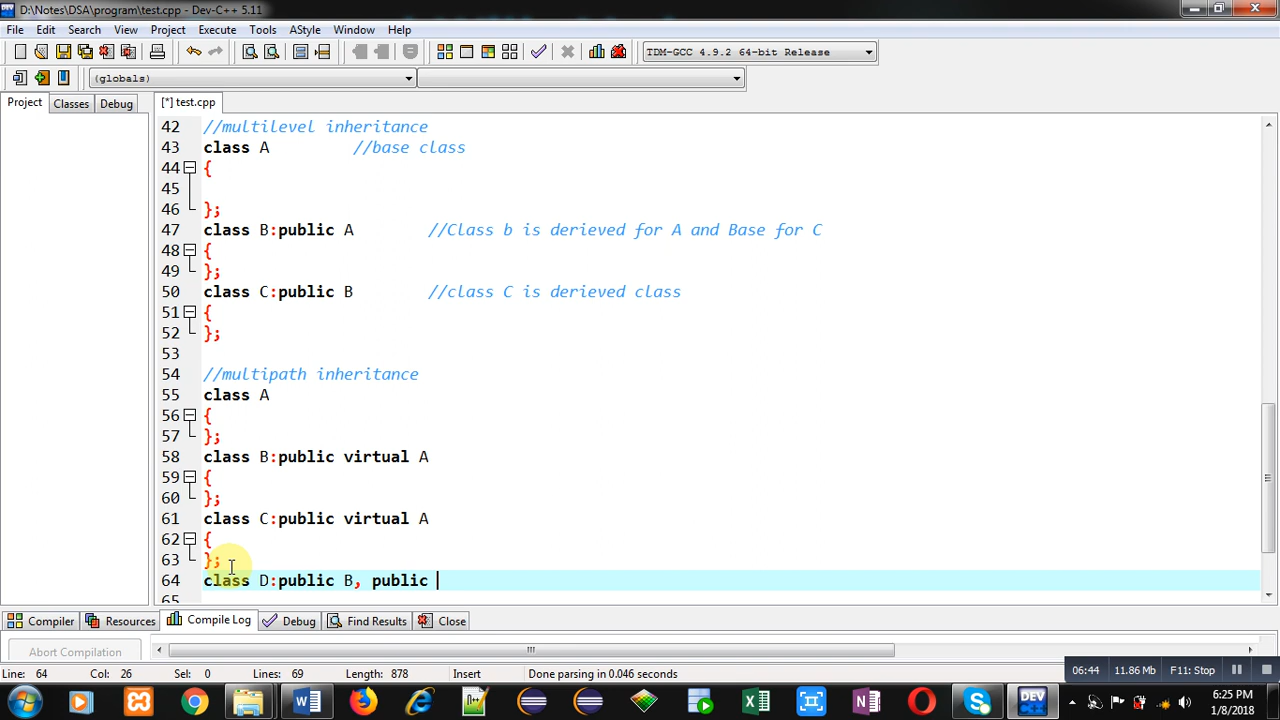 D:\Notes\DSA\program\test.cpp - Dev-C++ 5.11
File Edit Search View Project Execute Tools AStyle Window Help
TDM-GCC 4.9.2 64-bit Release
(globals)
Project Classes Debug [*] test.cpp
42 //multilevel inheritance
43 class A //base class
44 {
45
46 };
47 class B:public A //Class b is derieved for A and Base for C
48 {
49 };
50 class C:public B //class C is derieved class
51 {
52 };
53
54 //multipath inheritance
55 class A
56 {
57 };
58 class B:public virtual A
59 {
60 };
61 class C:public virtual A
62 {
63 };
64 class D:public B, public
65
Compiler Resources Compile Log Debug Find Results Close
Abort Compilation
Line: 64 Col: 26 Sel: 0 Lines: 69 Length: 878 Insert Done parsing in 0.046 seconds
06:44 11.86 Mb F11: Stop
DEV
6:25 PM
1/8/2018